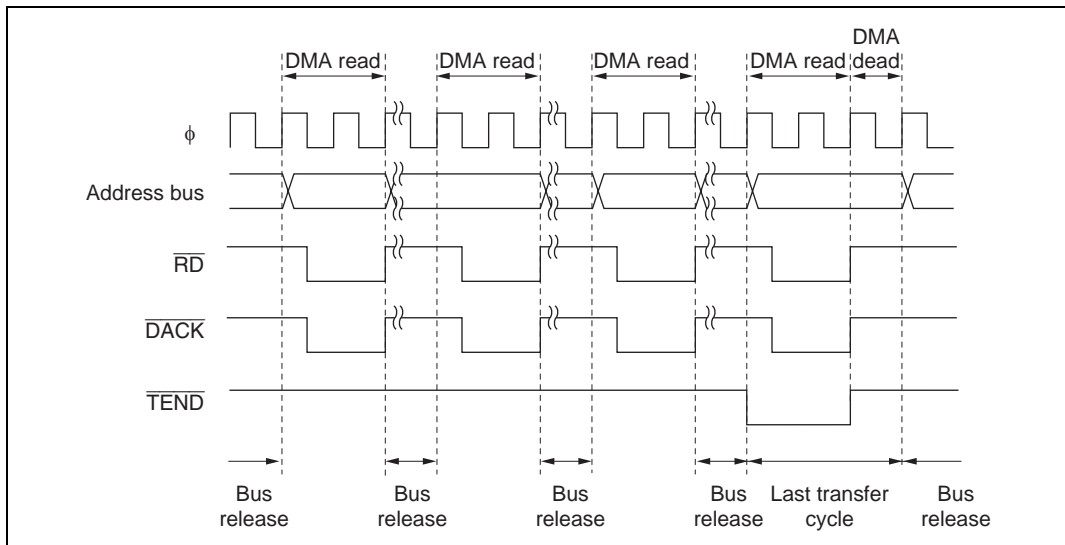 DMA read
DMA read
DMA read
DMA read
DMA
dead
φ
Address bus
RD
DACK
TEND
Bus
release
Bus
release
Bus
release
Bus
release
Last transfer
cycle
Bus
release